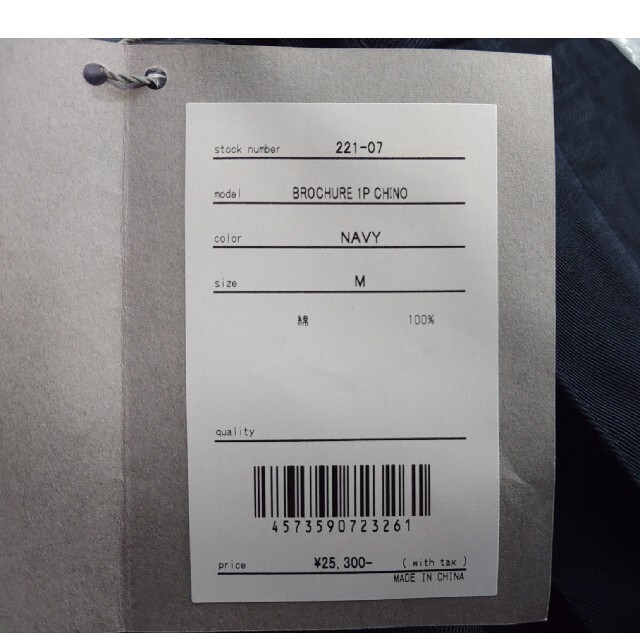 stock number 221-07
model BROCHURE 1P CHINO
color NAVY
size M
綿 100%
quality
4573590723261
price ¥25,300- ( with tax )
MADE IN CHINA